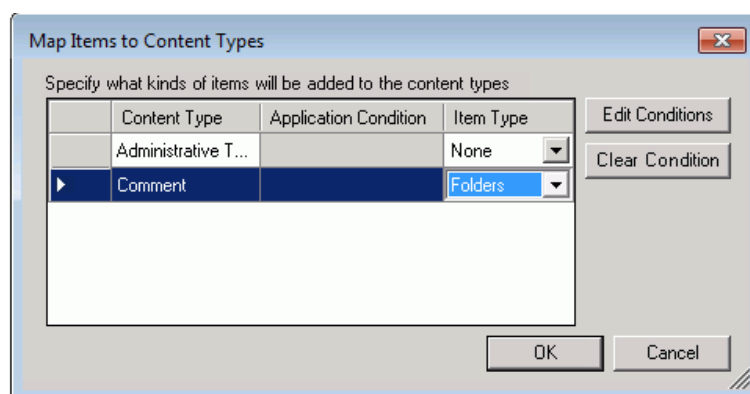 Map Items to Content Types
Specify what kinds of items will be added to the content types
Content Type Application Condition Item Type
Administrative T... None
Comment Folders
Edit Conditions
Clear Condition
OK Cancel